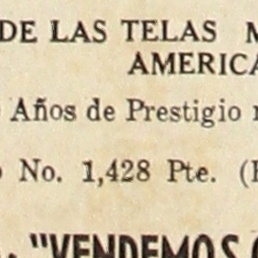 DE LAS TELAS
AMERICA
Años de Prestigio
No. 1,428 Pte. (
"VENDEMOS